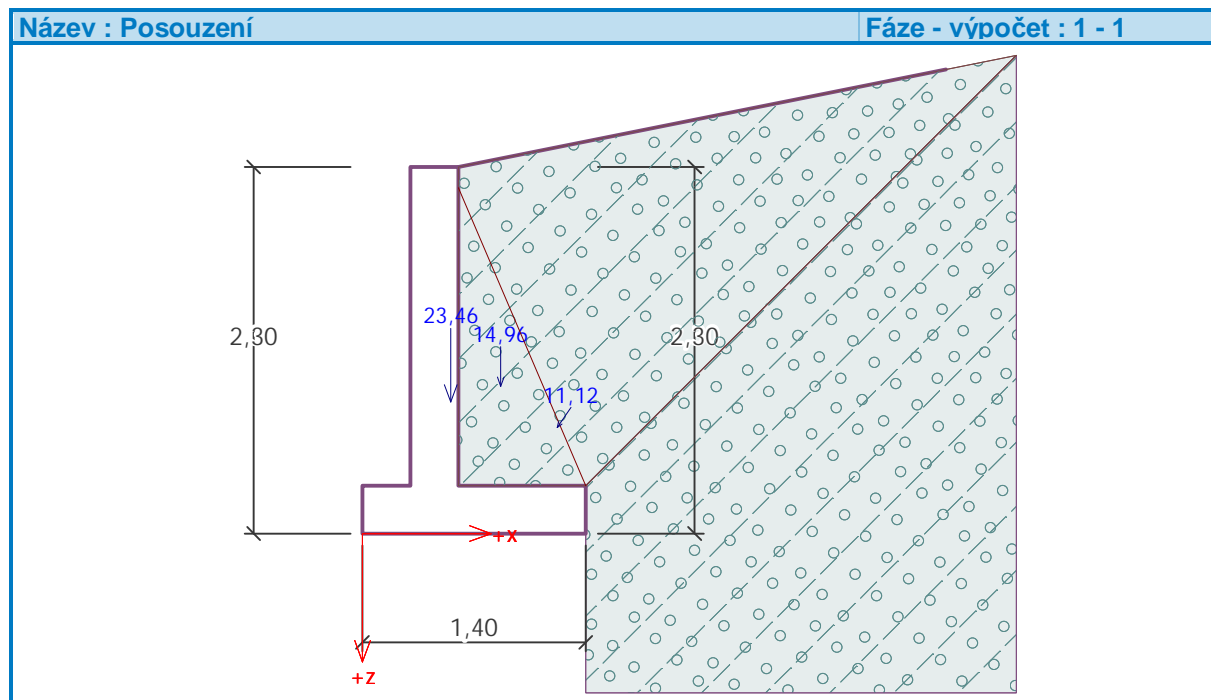 Název : Posouzení
Fáze - výpočet : 1 - 1
2,30
23,46
14,96
11,12
2,30
+x
1,40
+z